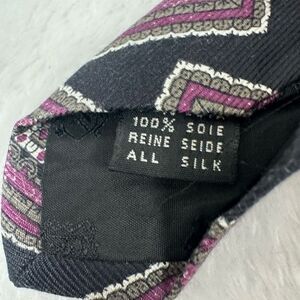 100% SOIE
REINE SEIDE
ALL SILK